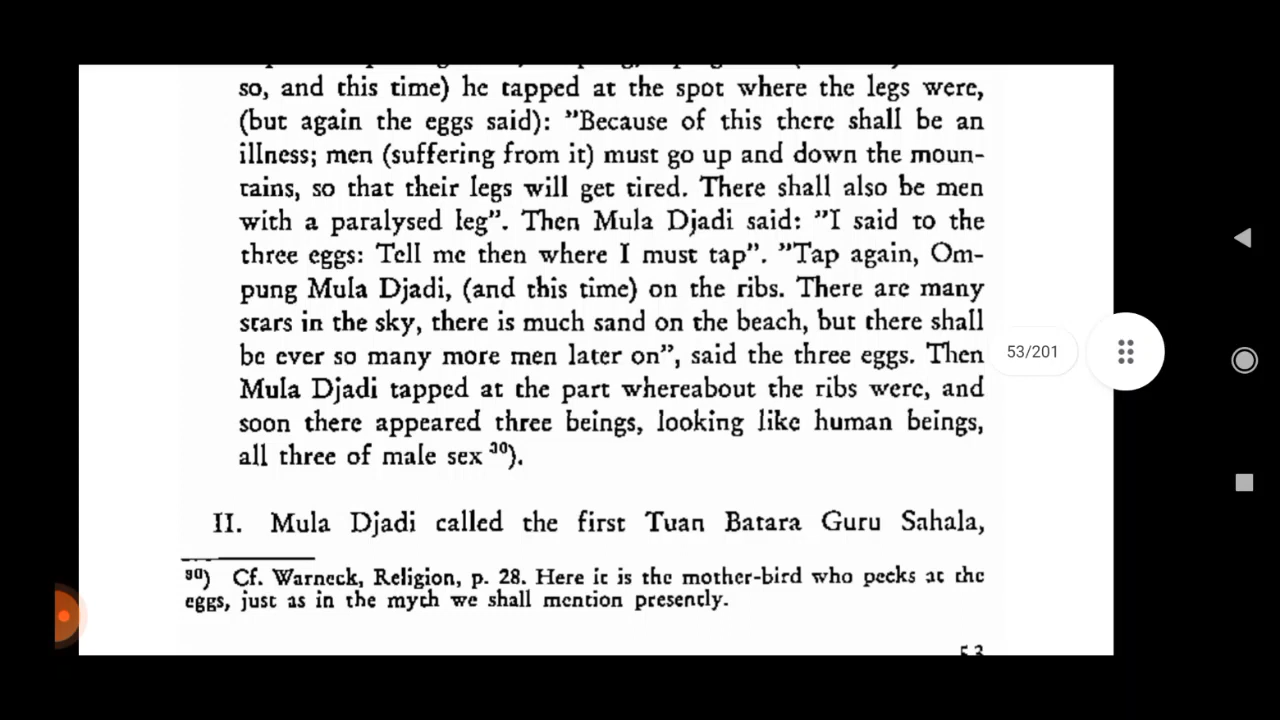 so, and this time) he tapped at the spot where the legs were,
(but again the eggs said): ”Because of this there shall be an
illness; men (suffering from it) must go up and down the moun-
tains, so that their legs will get tired. There shall also be men
with a paralysed leg”. Then Mula Djadi said: ”I said to the
three eggs: Tell me then where I must tap”. ”Tap again, Om-
pung Mula Djadi, (and this time) on the ribs. There are many
stars in the sky, there is much sand on the beach, but there shall
be ever so many more men later on”, said the three eggs. Then
Mula Djadi tapped at the part whereabout the ribs were, and
soon there appeared three beings, looking like human beings,
all three of male sex ³⁰).
II. Mula Djadi called the first Tuan Batara Guru Sahala,
³⁰) Cf. Warneck, Religion, p. 28. Here it is the mother-bird who pecks at the
eggs, just as in the myth we shall mention presently.
53/201